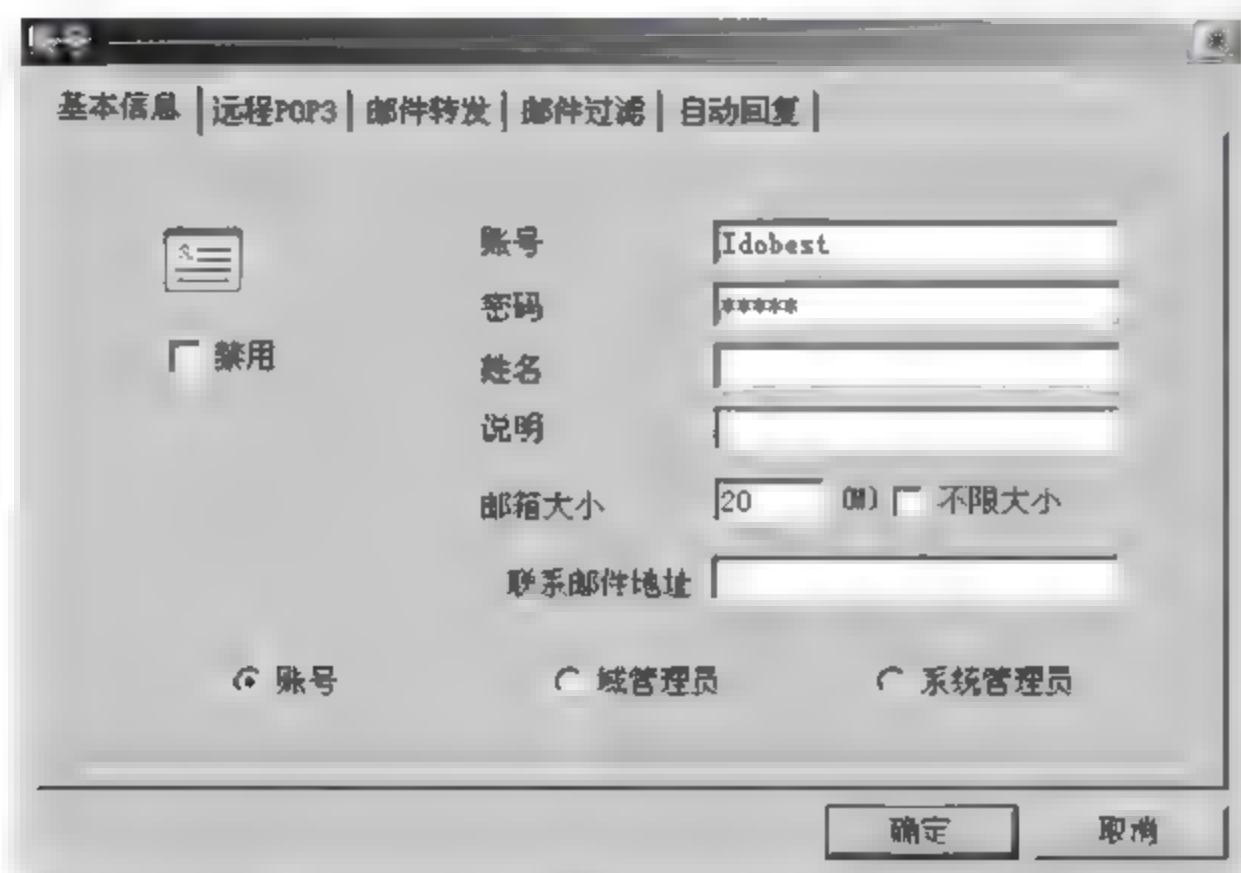 账号
基本信息 远程POP3 邮件转发 邮件过滤 自动回复
账号 Idobest
密码 *****
禁用
姓名
说明
邮箱大小 20 (M) 不限大小
联系邮件地址
账号 域管理员 系统管理员
确定 取消